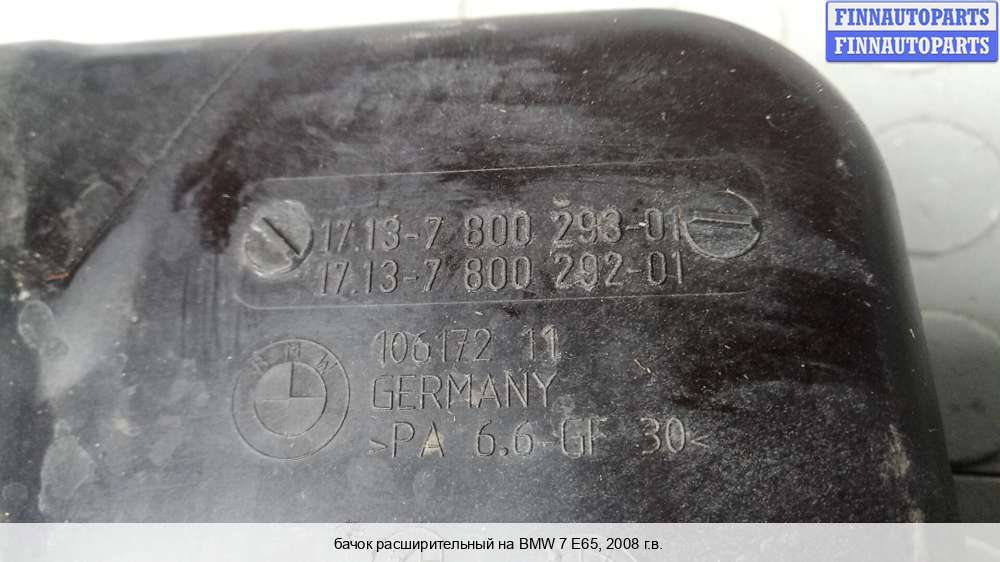 FINNAUTOPARTS
FINNAUTOPARTS
17.13-7 800 293-01
17.13-7 800 292-01
106172 11
BMW
GERMANY
>PA 6.6-GF 30<
бачок расширительный на BMW 7 E65, 2008 г.в.